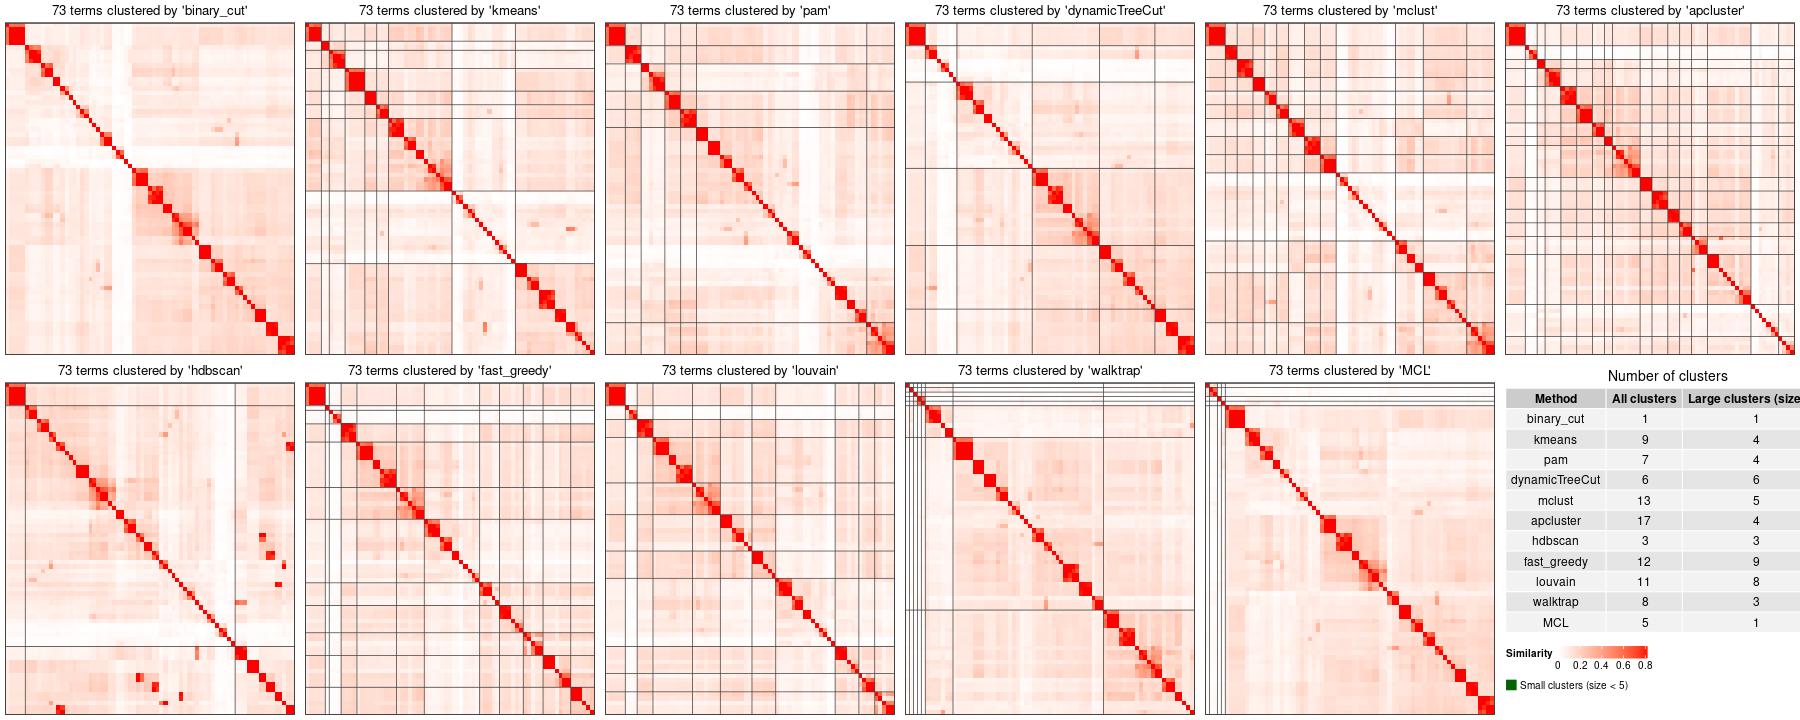 73 terms clustered by 'binary_cut'
73 terms clustered by 'kmeans'
73 terms clustered by 'pam'
73 terms clustered by 'dynamicTreeCut'
73 terms clustered by 'mclust'
73 terms clustered by 'apcluster'
73 terms clustered by 'hdbscan'
73 terms clustered by 'fast_greedy'
73 terms clustered by 'louvain'
73 terms clustered by 'walktrap'
73 terms clustered by 'MCL'
Number of clusters
Method All clusters Large clusters (size
binary_cut 1 1
kmeans 9 4
pam 7 4
dynamicTreeCut 6 6
mclust 13 5
apcluster 17 4
hdbscan 3 3
fast_greedy 12 9
louvain 11 8
walktrap 8 3
MCL 5 1
Similarity
0 0.2 0.4 0.6 0.8
Small clusters (size < 5)